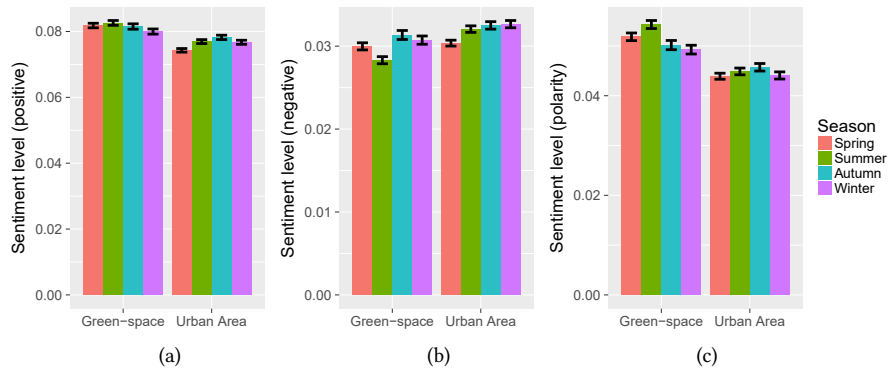 Sentiment level (positive)
0.08
0.06
0.04
0.02
0.00
Green−space Urban Area
(a)
Sentiment level (negative)
0.03
0.02
0.01
0.00
Green−space Urban Area
(b)
Sentiment level (polarity)
0.04
0.02
0.00
Green−space Urban Area
(c)
Season
Spring
Summer
Autumn
Winter